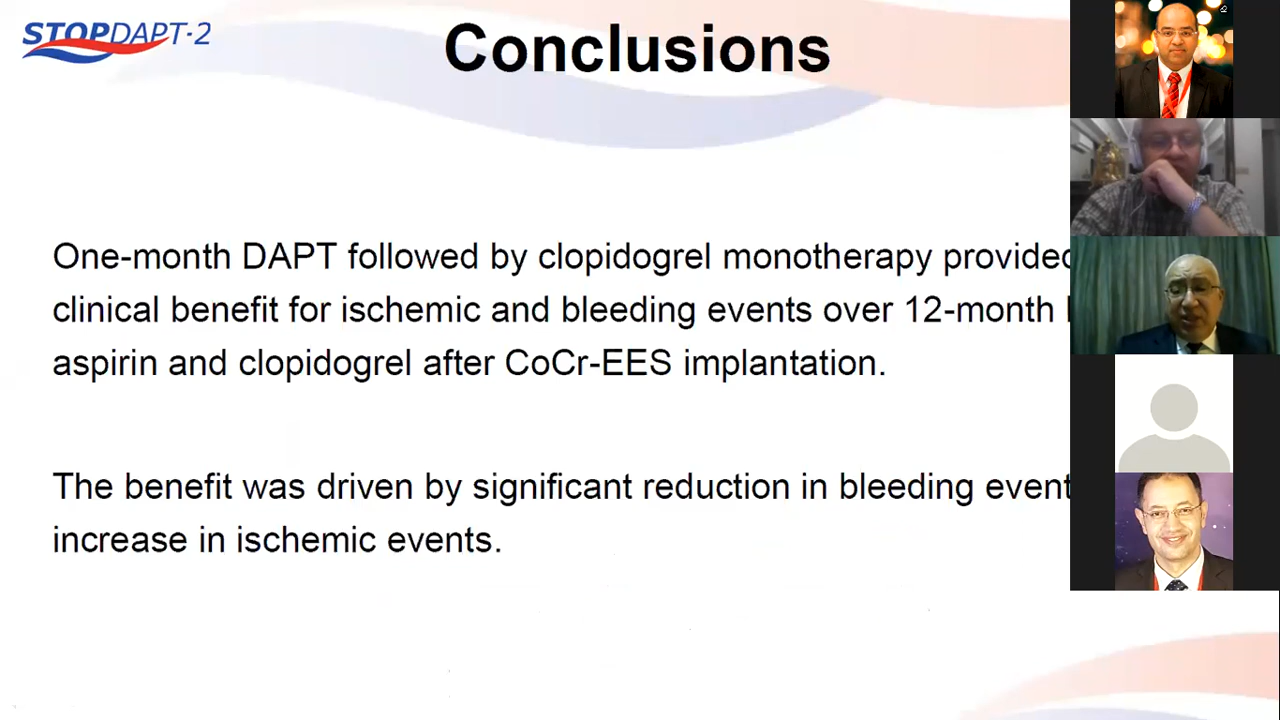 STOPDAPT-2
Conclusions
One-month DAPT followed by clopidogrel monotherapy provided
clinical benefit for ischemic and bleeding events over 12-month
aspirin and clopidogrel after CoCr-EES implantation.
The benefit was driven by significant reduction in bleeding
increase in ischemic events.